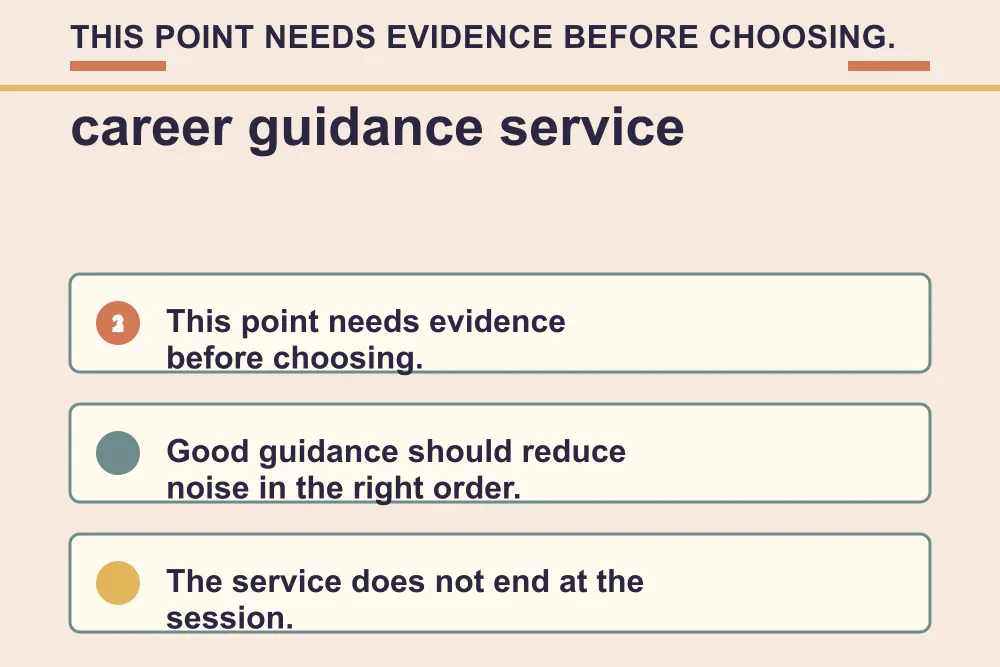 THIS POINT NEEDS EVIDENCE BEFORE CHOOSING.
career guidance service
This point needs evidence
before choosing.
Good guidance should reduce
noise in the right order.
The service does not end at the
session.